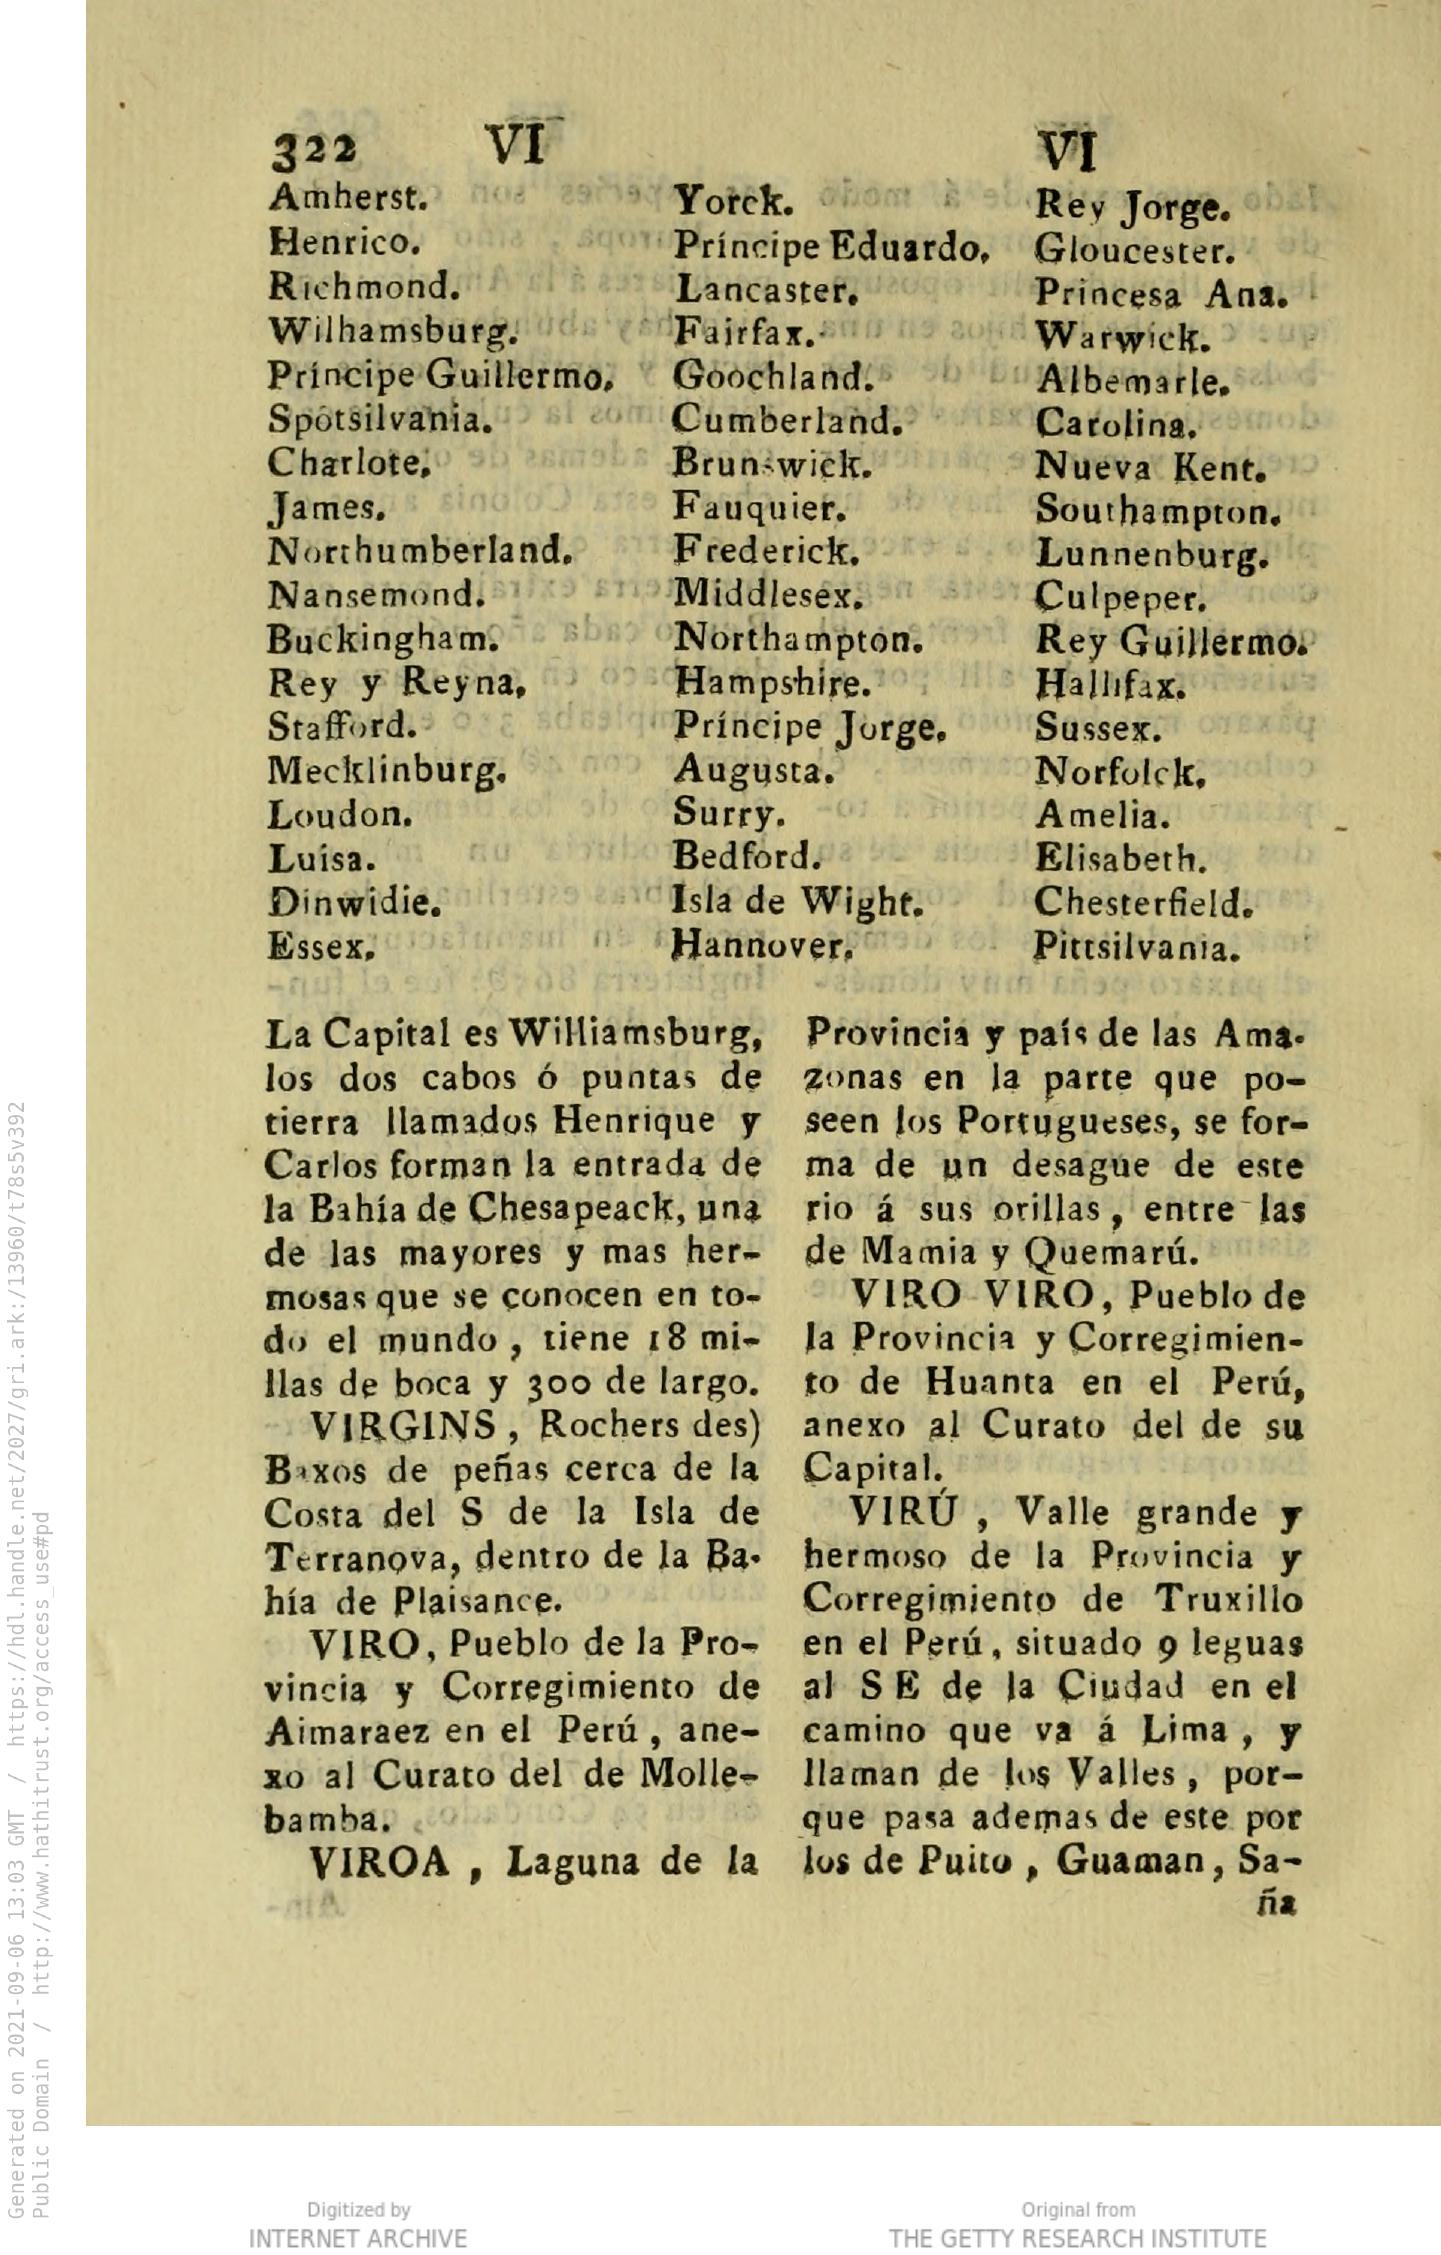 322 VI VI
Amherst.
Henrico.
Richmond.
Wilhamsburg.
Príncipe Guillermo.
Spotsilvania.
Charlote.
James.
Northumberland.
Nansemond.
Buckingham.
Rey y Reyna.
Stafford.
Mecklinburg.
Loudon.
Luisa.
Dinwidie.
Essex.
Yorck.
Príncipe Eduardo.
Lancaster.
Fairfax.
Goochland.
Cumberland.
Brunswick.
Fauquier.
Frederick.
Middlesex.
Northampton.
Hampshire.
Príncipe Jorge.
Augusta.
Surry.
Bedford.
Isla de Wight.
Hannover.
Rey Jorge.
Gloucester.
Princesa Ana.
Warwick.
Albemarle.
Carolina.
Nueva Kent.
Southampton.
Lunnenburg.
Culpeper.
Rey Guillermo.
Hallifax.
Sussex.
Norfolck.
Amelia.
Elisabeth.
Chesterfield.
Pittsilvania.
La Capital es Williamsburg,
los dos cabos ó puntas de
tierra llamados Henrique y
Carlos forman la entrada de
la Bahía de Chesapeack, una
de las mayores y mas her-
mosas que se conocen en to-
do el mundo, tiene 18 mi-
llas de boca y 300 de largo.
VIRGINS, Rochers des)
Baxos de peñas cerca de la
Costa del S de la Isla de
Terranova, dentro de la Ba-
hía de Plaisance.
VIRO, Pueblo de la Pro-
vincia y Corregimiento de
Aimaraez en el Perú, ane-
xo al Curato del de Molle-
bamba.
VIROA, Laguna de la
Provincia y país de las Ama-
zonas en la parte que po-
seen los Portugueses, se for-
ma de un desague de este
rio á sus orillas, entre las
de Mamia y Quemarú.
VIRO VIRO, Pueblo de
la Provincia y Corregimien-
to de Huanta en el Perú,
anexo al Curato del de su
Capital.
VIRÚ, Valle grande y
hermoso de la Provincia y
Corregimiento de Truxillo
en el Perú, situado 9 leguas
al S E de la Ciudad en el
camino que va á Lima, y
llaman de los Valles, por-
que pasa ademas de este por
los de Puito, Guaman, Sa-
ña
Generated on 2021-09-06 13:03 GMT / https://hdl.handle.net/2027/gri.ark:/13960/t78s5v392
Public Domain / http://www.hathitrust.org/access_use#pd
Digitized by
INTERNET ARCHIVE
Original from
THE GETTY RESEARCH INSTITUTE